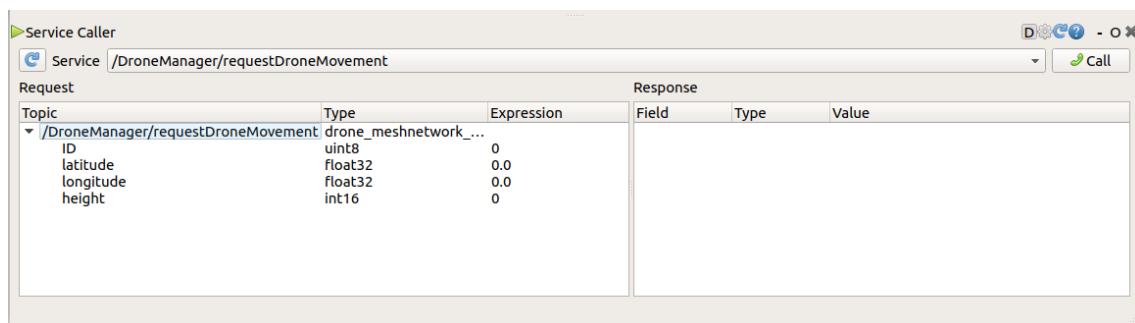 Service Caller D - O
Service /DroneManager/requestDroneMovement Call
Request Response
Topic Type Expression Field Type Value
/DroneManager/requestDroneMovement drone_meshnetwork_...
ID uint8 0
latitude float32 0.0
longitude float32 0.0
height int16 0